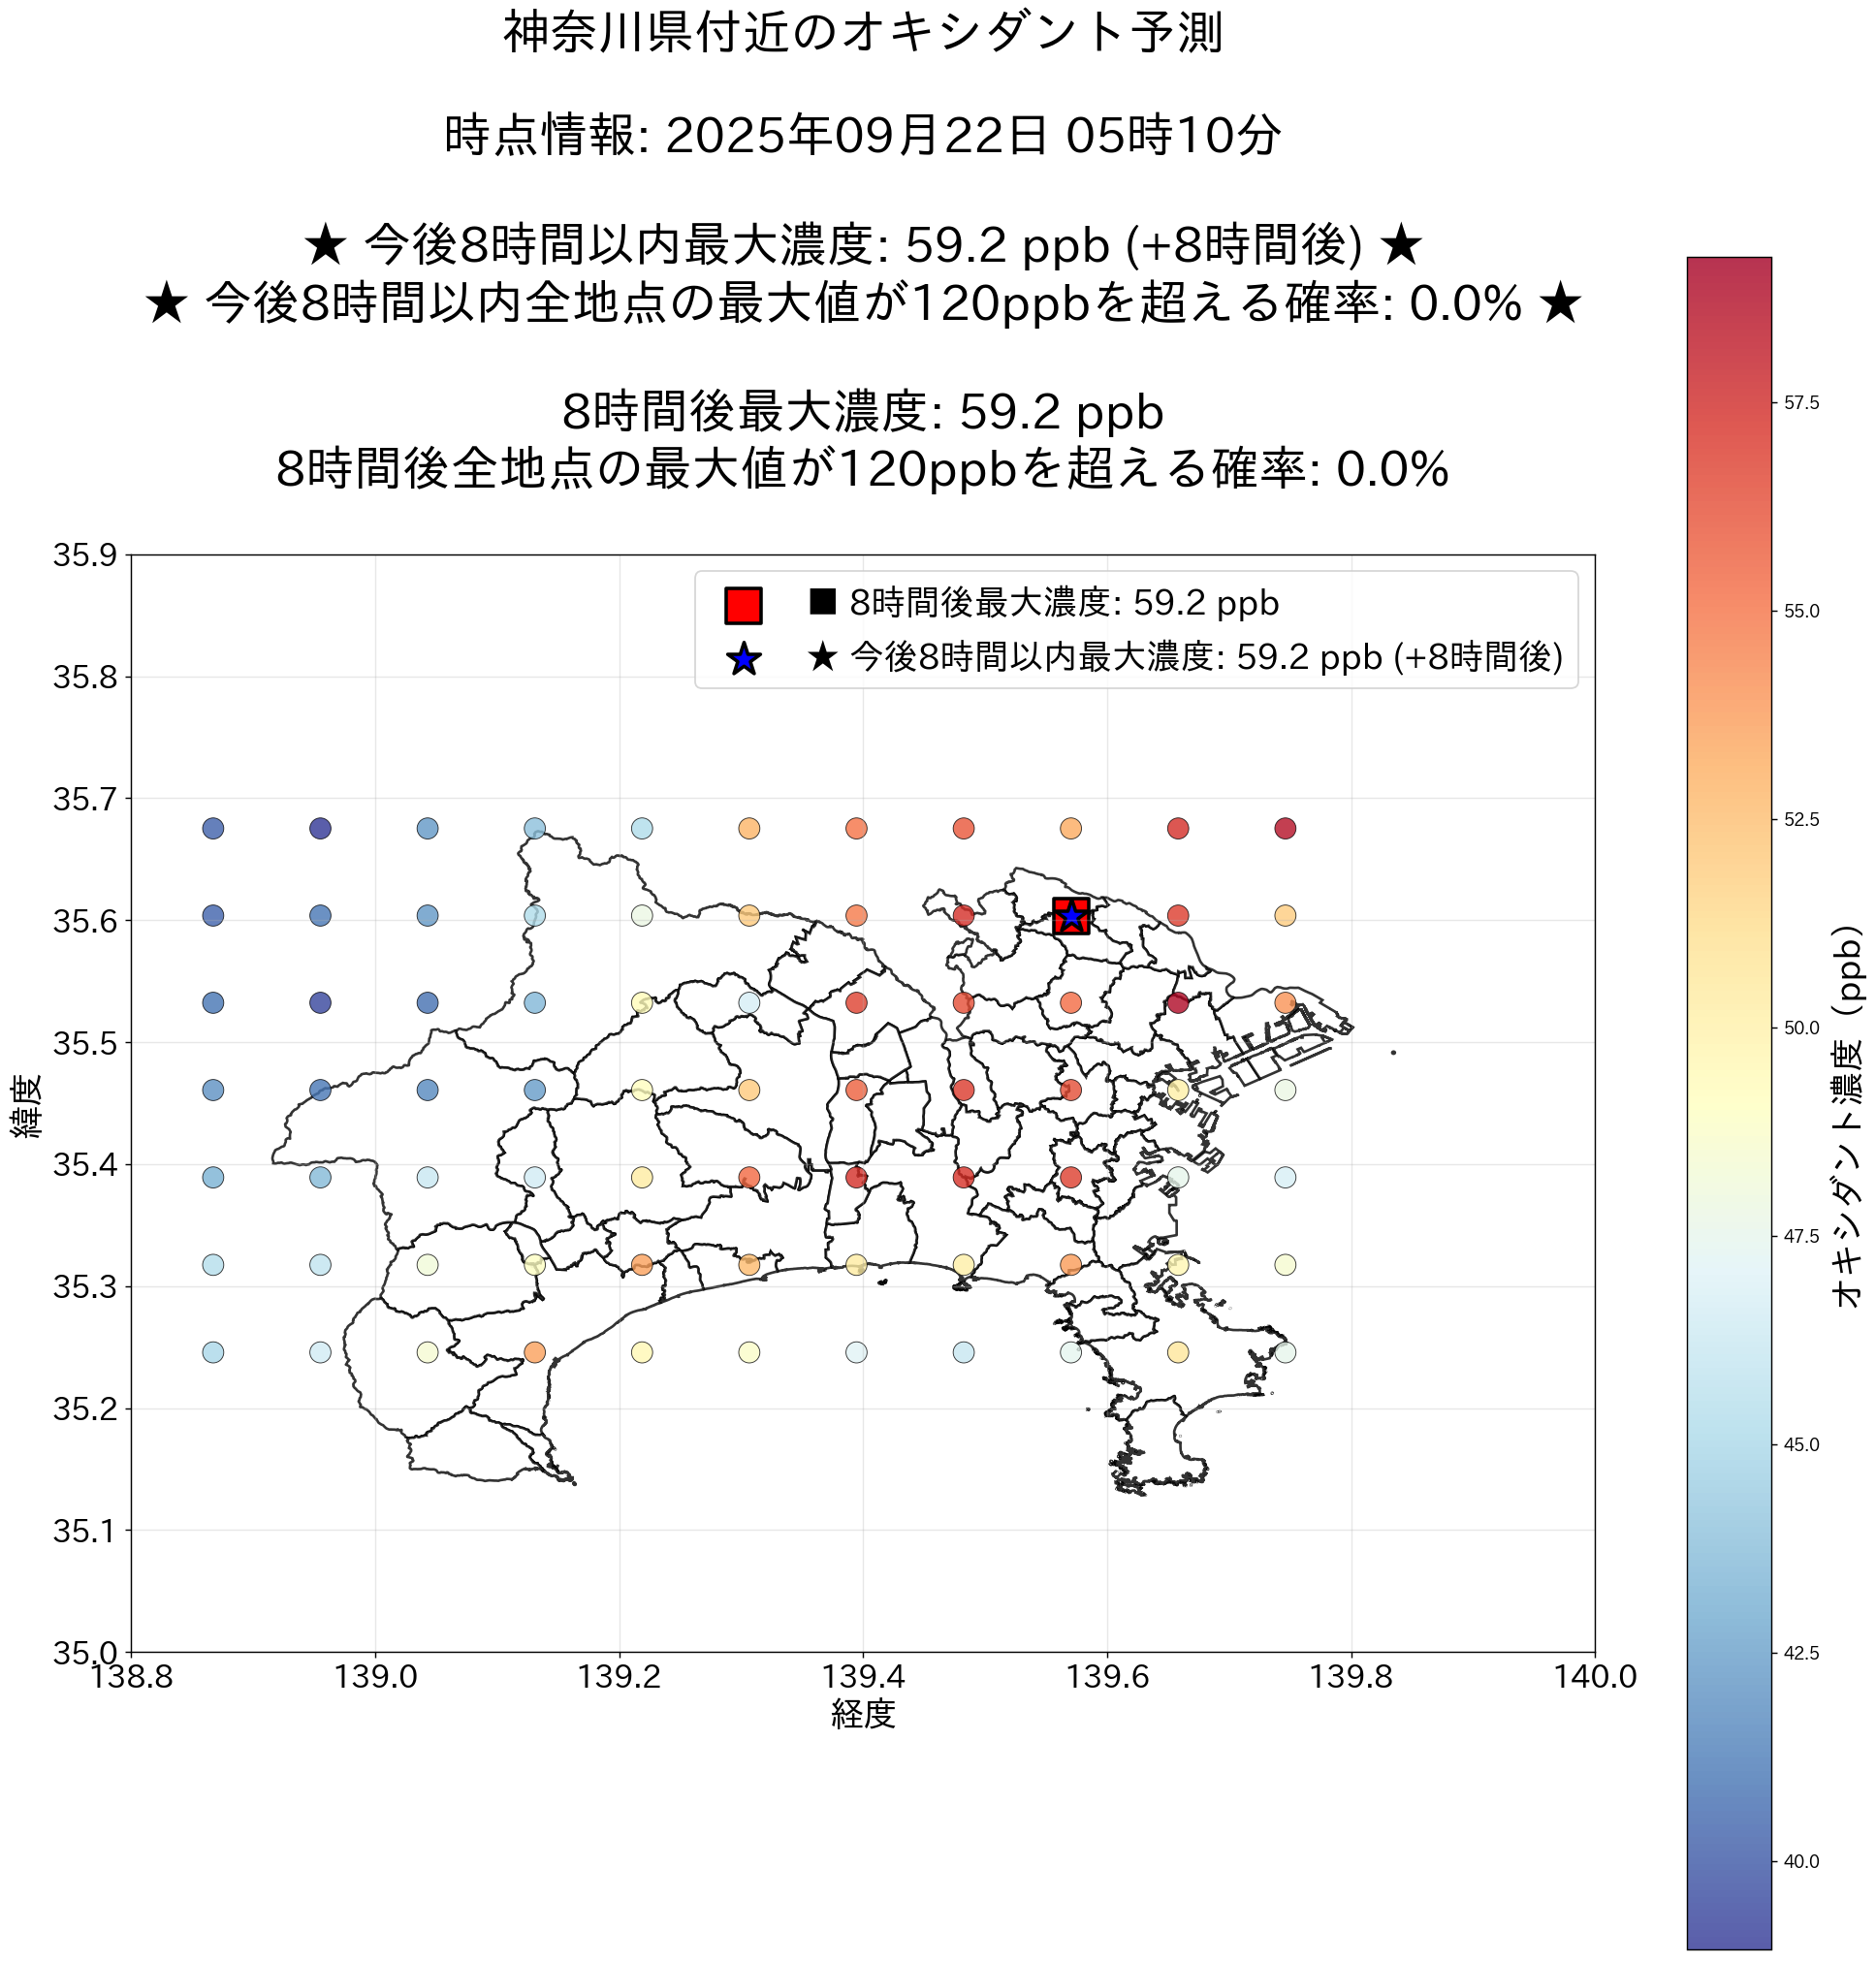 神奈川県付近のオキシダント予測
時点情報: 2025年09月22日 05時10分
★ 今後8時間以内最大濃度: 59.2 ppb (+8時間後) ★
★ 今後8時間以内全地点の最大値が120ppbを超える確率: 0.0% ★
8時間後最大濃度: 59.2 ppb
8時間後全地点の最大値が120ppbを超える確率: 0.0%
■ 8時間後最大濃度: 59.2 ppb
★ 今後8時間以内最大濃度: 59.2 ppb (+8時間後)
35.9
35.8
35.7
35.6
35.5
35.4
35.3
35.2
35.1
35.0
緯度
138.8
139.0
139.2
139.4
139.6
139.8
140.0
経度
57.5
55.0
52.5
50.0
47.5
45.0
42.5
40.0
オキシダント濃度 (ppb)